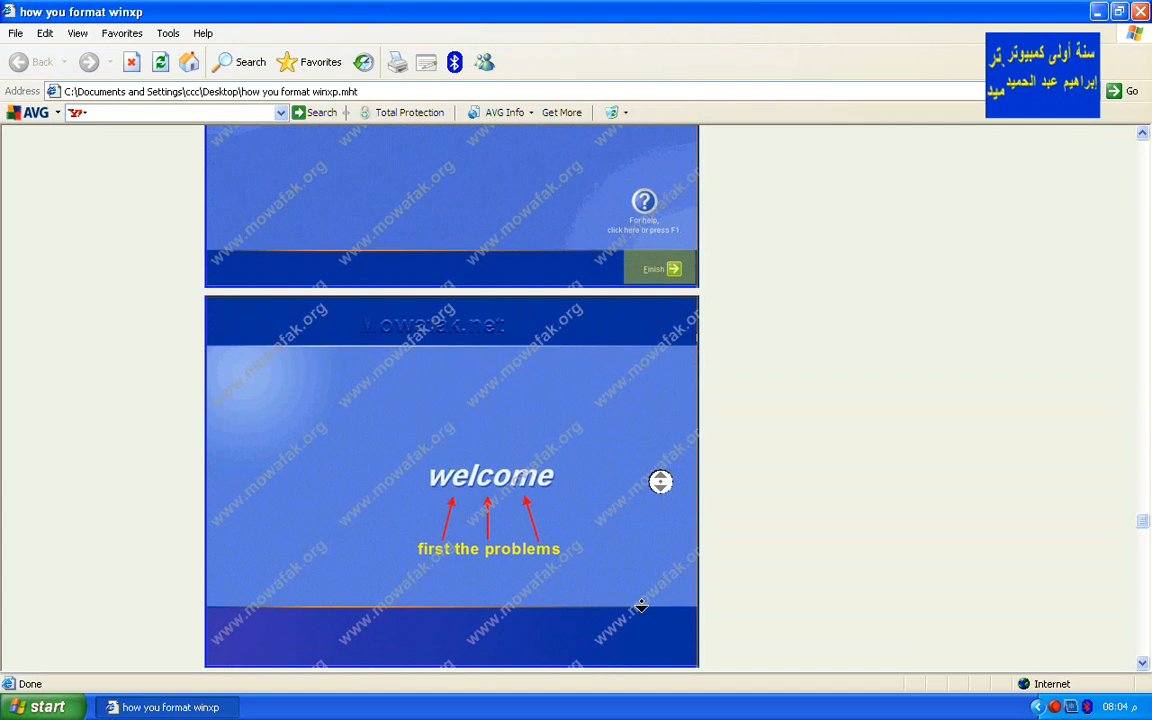 how you format winxp
File Edit View Favorites Tools Help
Back Search Favorites
سنة أولى كمبيوتر
إبراهيم عبد الحميد
Address C:\Documents and Settings\ccc\Desktop\how you format winxp.mht Go
AVG Y! Search Total Protection AVG Info Get More
www.mowafak.org
For help,
click here or press F1.
Finish
Mowafak.net
welcome
first the problems
Done Internet
start how you format winxp 08:04 م